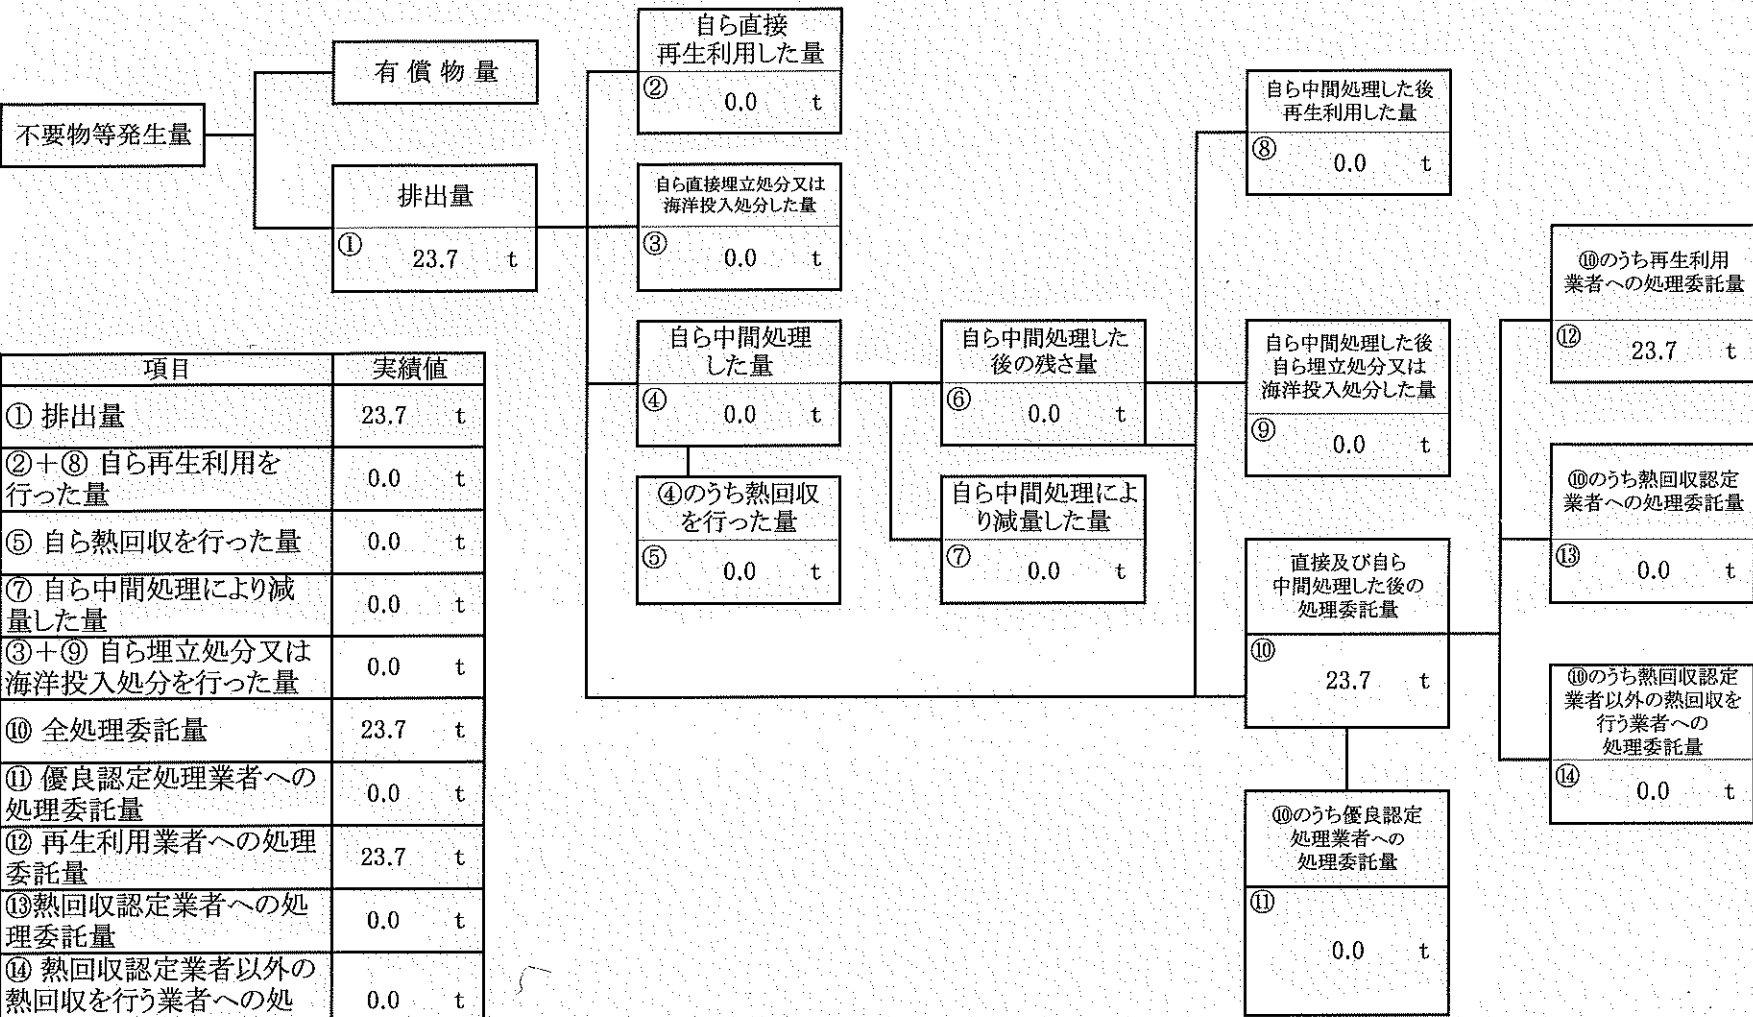 不要物等発生量
有償物量
排出量
① 23.7 t
自ら直接
再生利用した量
② 0.0 t
自ら直接埋立処分又は
海洋投入処分した量
③ 0.0 t
自ら中間処理
した量
④ 0.0 t
④のうち熱回収
を行った量
⑤ 0.0 t
自ら中間処理した
後の残さ量
⑥ 0.0 t
自ら中間処理によ
り減量した量
⑦ 0.0 t
自ら中間処理した後
再生利用した量
⑧ 0.0 t
自ら中間処理した後
自ら埋立処分又は
海洋投入処分した量
⑨ 0.0 t
直接及び自ら
中間処理した後の
処理委託量
⑩ 23.7 t
⑩のうち優良認定
処理業者への
処理委託量
⑪ 0.0 t
⑩のうち再生利用
業者への処理委託量
⑫ 23.7 t
⑩のうち熱回収認定
業者への処理委託量
⑬ 0.0 t
⑩のうち熱回収認定
業者以外の熱回収を
行う業者への
処理委託量
⑭ 0.0 t
項目 実績値
① 排出量 23.7 t
②+⑧ 自ら再生利用を
行った量 0.0 t
⑤ 自ら熱回収を行った量 0.0 t
⑦ 自ら中間処理により減
量した量 0.0 t
③+⑨ 自ら埋立処分又は
海洋投入処分を行った量 0.0 t
⑩ 全処理委託量 23.7 t
⑪ 優良認定処理業者への
処理委託量 0.0 t
⑫ 再生利用業者への処理
委託量 23.7 t
⑬熱回収認定業者への処
理委託量 0.0 t
⑭ 熱回収認定業者以外の
熱回収を行う業者への処 0.0 t